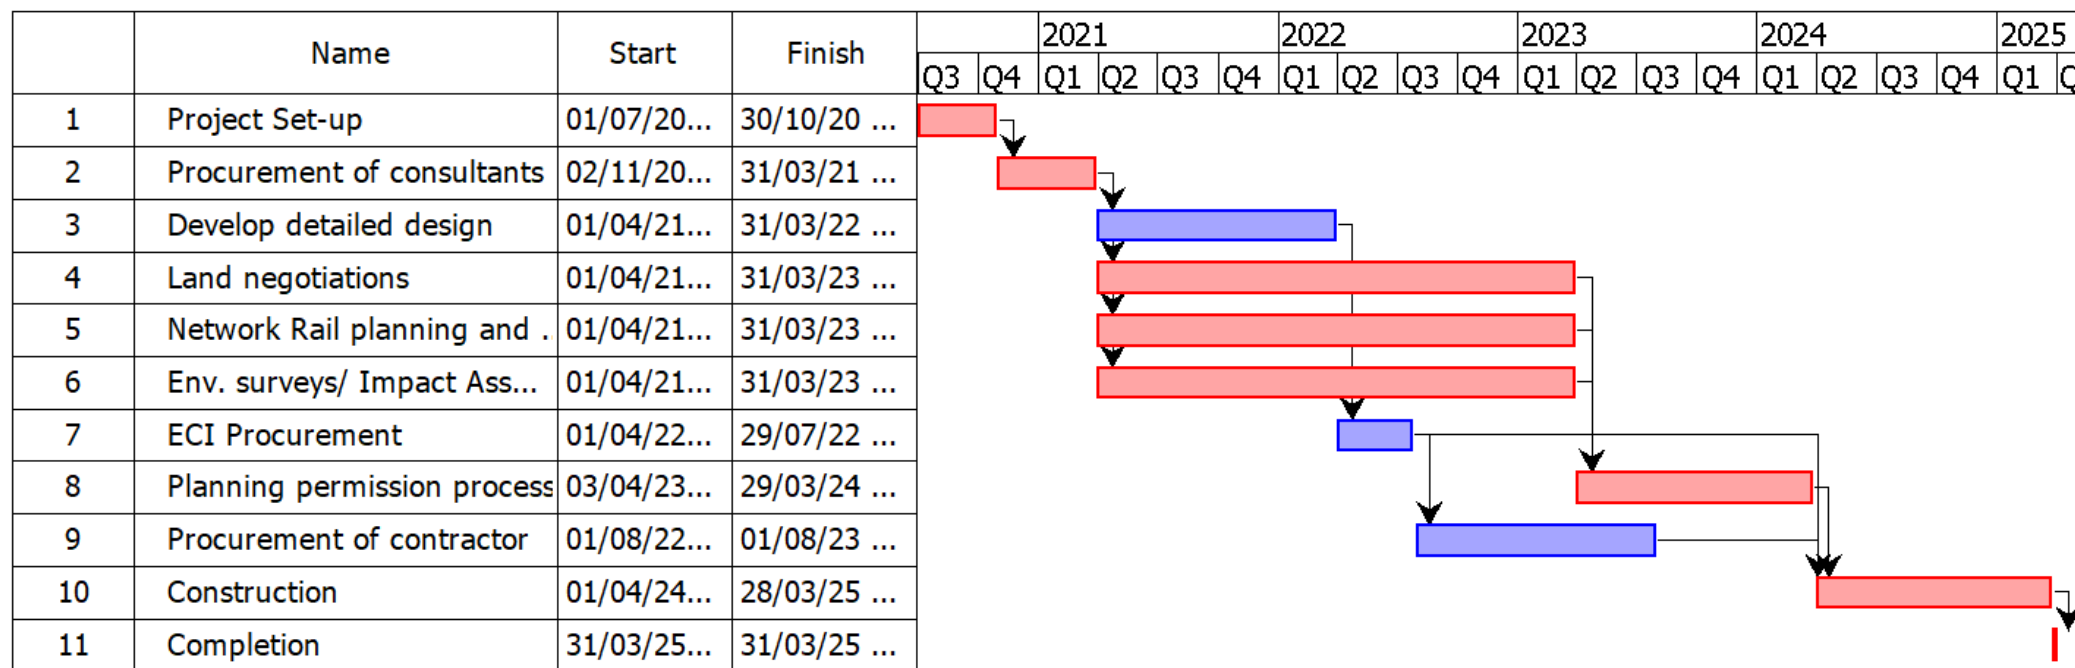 Name Start Finish 2021 2022 2023 2024 2025
Q3 Q4 Q1 Q2 Q3 Q4 Q1 Q2 Q3 Q4 Q1 Q2 Q3 Q4 Q1 Q2 Q3 Q4 Q1 Q
1 Project Set-up 01/07/20... 30/10/20 ...
2 Procurement of consultants 02/11/20... 31/03/21 ...
3 Develop detailed design 01/04/21... 31/03/22 ...
4 Land negotiations 01/04/21... 31/03/23 ...
5 Network Rail planning and .. 01/04/21... 31/03/23 ...
6 Env. surveys/ Impact Ass... 01/04/21... 31/03/23 ...
7 ECI Procurement 01/04/22... 29/07/22 ...
8 Planning permission process 03/04/23... 29/03/24 ...
9 Procurement of contractor 01/08/22... 01/08/23 ...
10 Construction 01/04/24... 28/03/25 ...
11 Completion 31/03/25... 31/03/25 ...